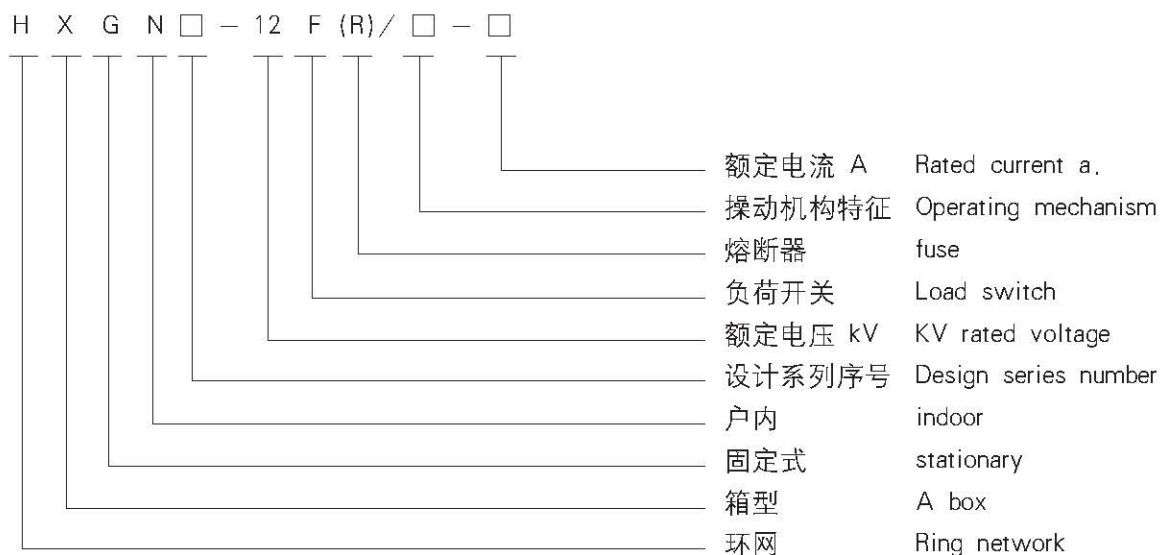 H X G N □ - 12 F (R)/ □ - □
额定电流 A Rated current a.
操动机构特征 Operating mechanism
熔断器 fuse
负荷开关 Load switch
额定电压 kV KV rated voltage
设计系列序号 Design series number
户内 indoor
固定式 stationary
箱型 A box
环网 Ring network